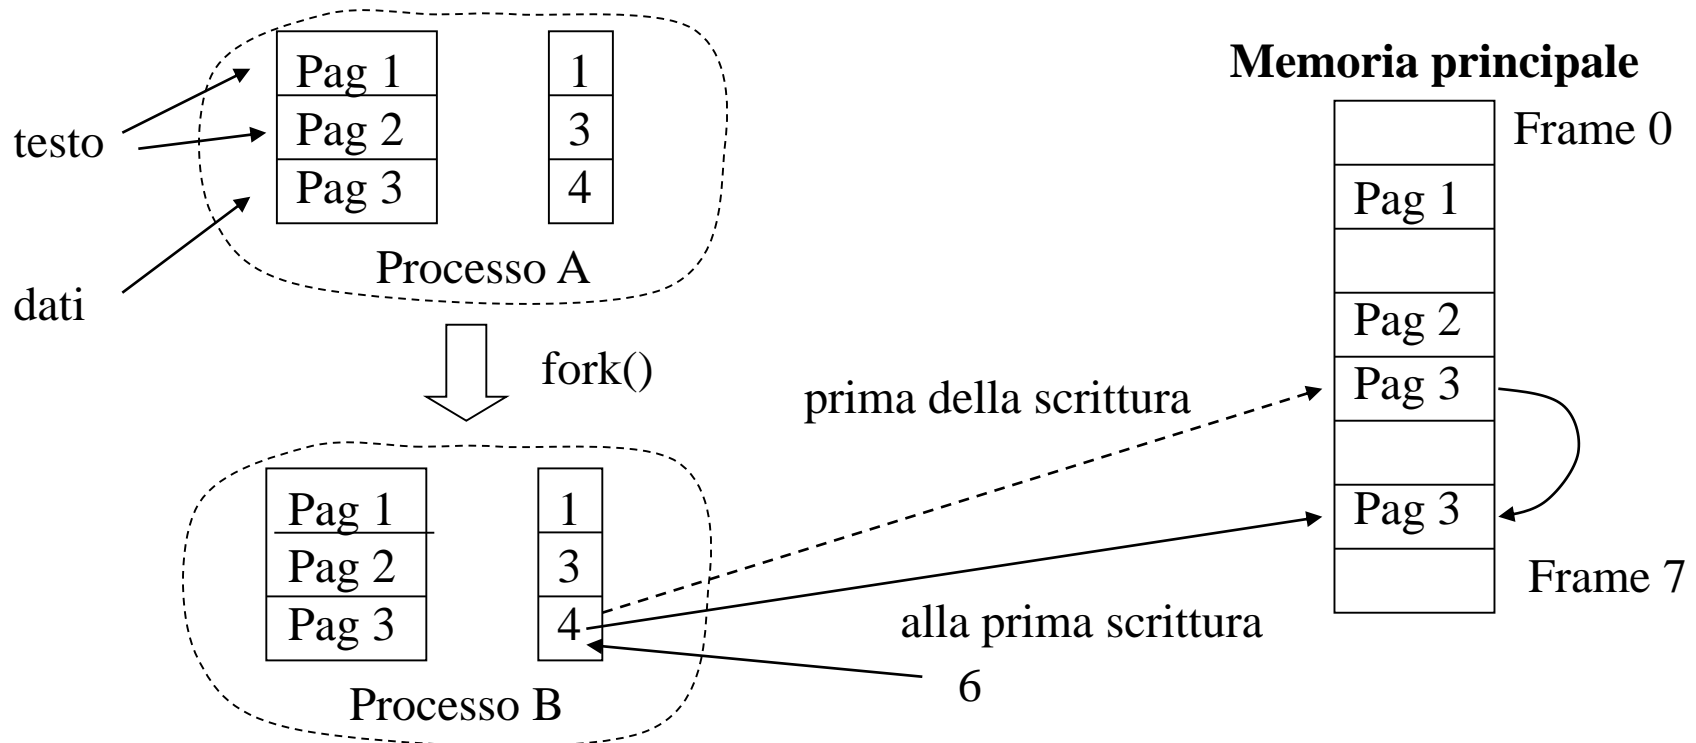 Pag 1
1
Memoria principale
testo
Pag 2
3
Frame 0
Pag 3
4
Pag 1
Processo A
dati
Pag 2
fork()
prima della scrittura
Pag 3
Pag 1
1
Pag 3
Pag 2
3
Frame 7
Pag 3
4
alla prima scrittura
6
Processo B